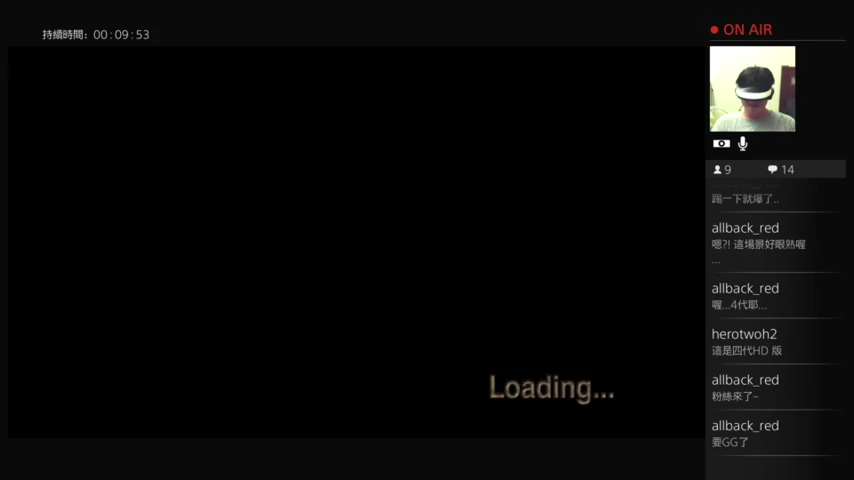 持續時間: 00:09:53
ON AIR
9
14
踢一下就爆了..
allback_red
嗯?! 這場景好眼熟喔
...
allback_red
喔...4代耶...
herotwoh2
這是四代HD 版
allback_red
粉絲來了~
allback_red
要GG了
Loading...